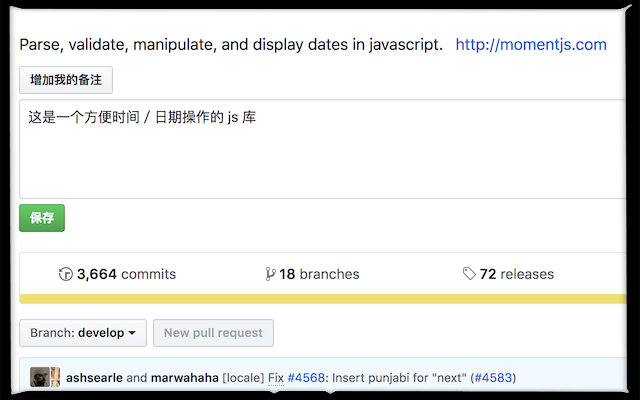 Parse, validate, manipulate, and display dates in javascript. http://momentjs.com
增加我的备注
这是一个方便时间 / 日期操作的 js 库
保存
3,664 commits 18 branches 72 releases
Branch: develop New pull request
ashsearle and marwahaha [locale] Fix #4568: Insert punjabi for "next" (#4583)